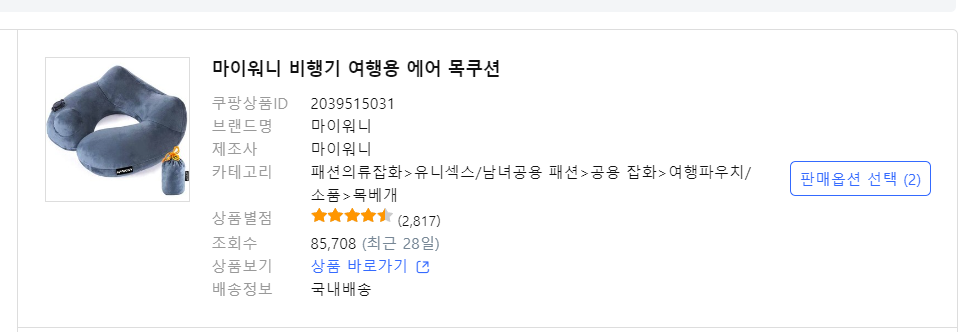 마이워니 비행기 여행용 에어 목쿠션
쿠팡상품ID 2039515031
브랜드명 마이워니
제조사 마이워니
카테고리 패션의류잡화>유니섹스/남녀공용 패션>공용 잡화>여행파우치/
소품>목베개
판매옵션 선택 (2)
상품별점 (2,817)
조회수 85,708 (최근 28일)
상품보기 상품 바로가기
배송정보 국내배송